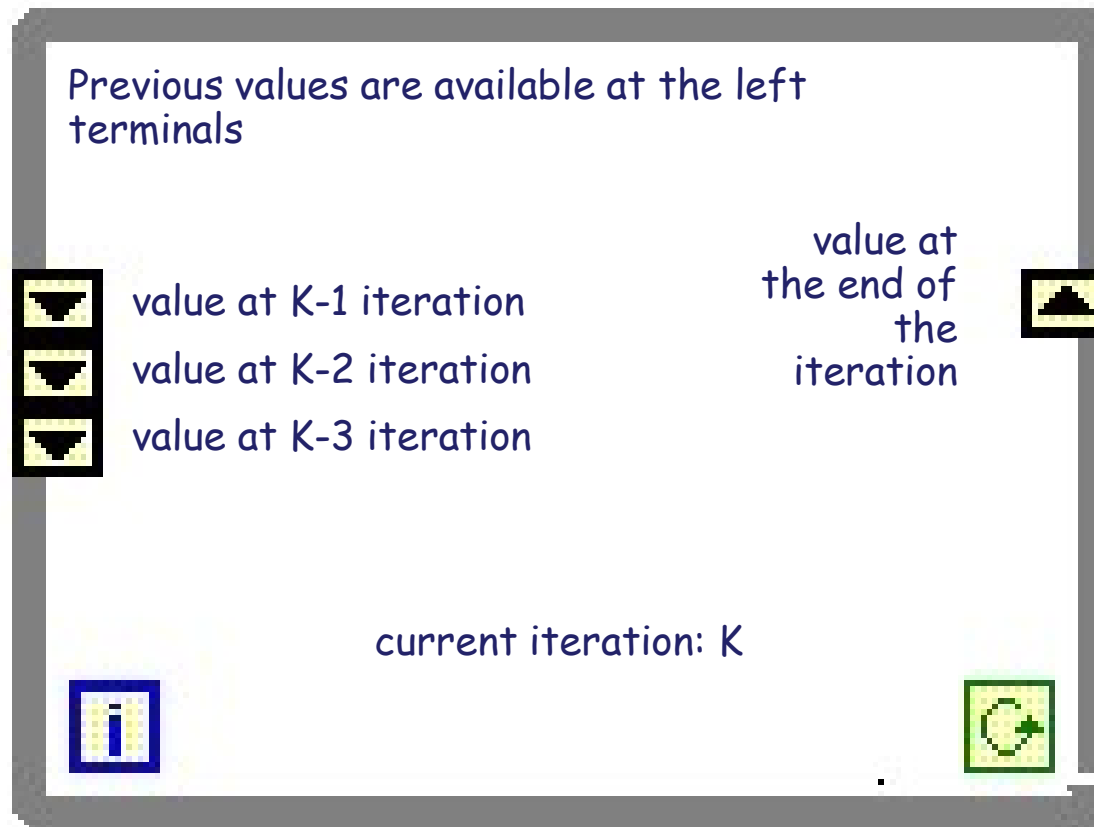 Previous values are available at the left
terminals
value at
the end of
the
iteration
value at K-1 iteration
value at K-2 iteration
value at K-3 iteration
current iteration: K
i